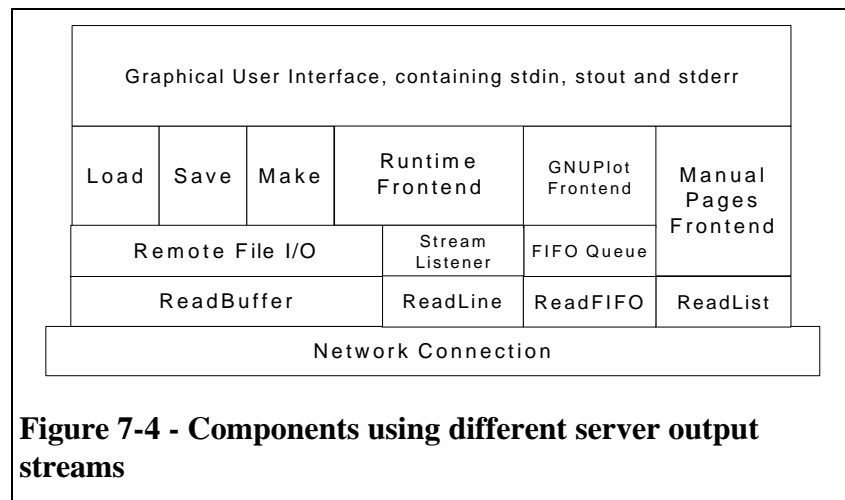 Graphical User Interface, containing stdin, stout and stderr
Load
Save
Make
Runtime
Frontend
GNUPlot
Frontend
Manual
Pages
Frontend
Remote File I/O
Stream
Listener
FIFO Queue
ReadBuffer
ReadLine
ReadFIFO
ReadList
Network Connection
Figure 7-4 - Components using different server output
streams